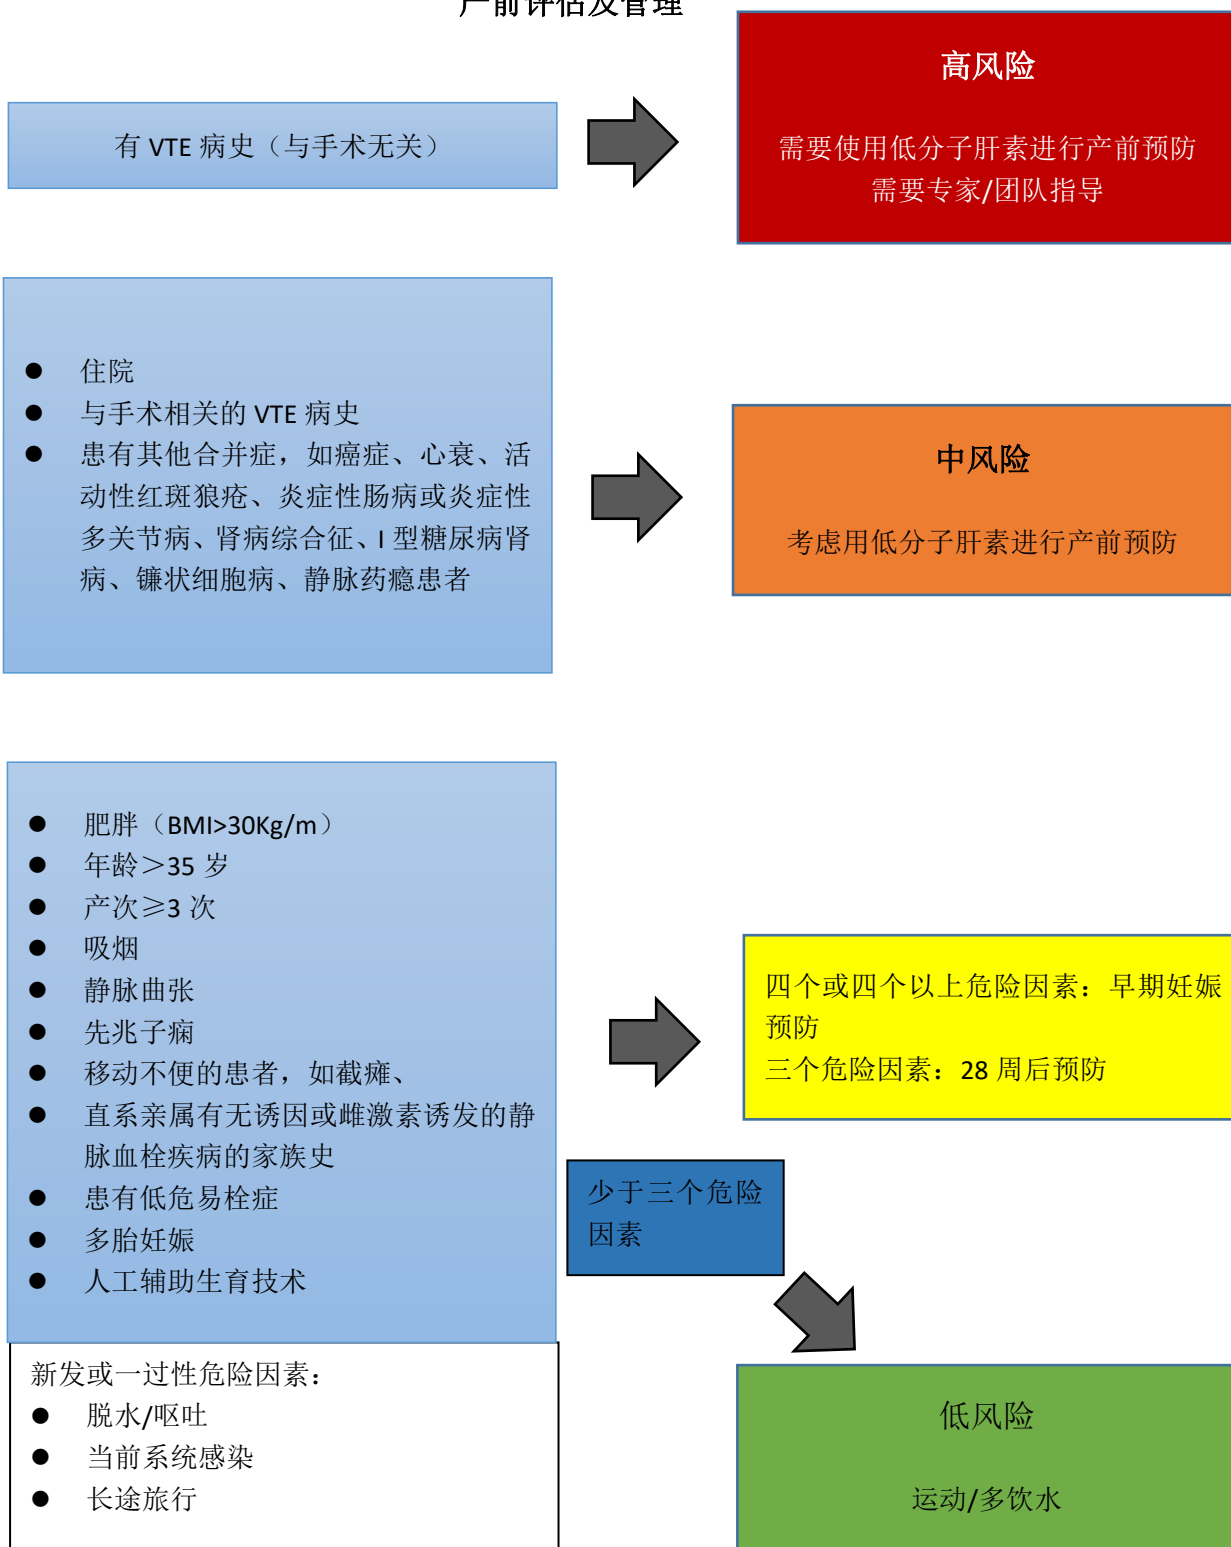 产前评估及管理
有 VTE 病史（与手术无关）
高风险
需要使用低分子肝素进行产前预防
需要专家/团队指导
● 住院
● 与手术相关的 VTE 病史
● 患有其他合并症，如癌症、心衰、活
动性红斑狼疮、炎症性肠病或炎症性
多关节病、肾病综合征、I 型糖尿病肾
病、镰状细胞病、静脉药瘾患者
中风险
考虑用低分子肝素进行产前预防
● 肥胖（BMI>30Kg/m）
● 年龄＞35 岁
● 产次≥3 次
● 吸烟
● 静脉曲张
● 先兆子痫
● 移动不便的患者，如截瘫、
● 直系亲属有无诱因或雌激素诱发的静
脉血栓疾病的家族史
● 患有低危易栓症
● 多胎妊娠
● 人工辅助生育技术
四个或四个以上危险因素：早期妊娠
预防
三个危险因素：28 周后预防
少于三个危险
因素
新发或一过性危险因素：
● 脱水/呕吐
● 当前系统感染
● 长途旅行
低风险
运动/多饮水